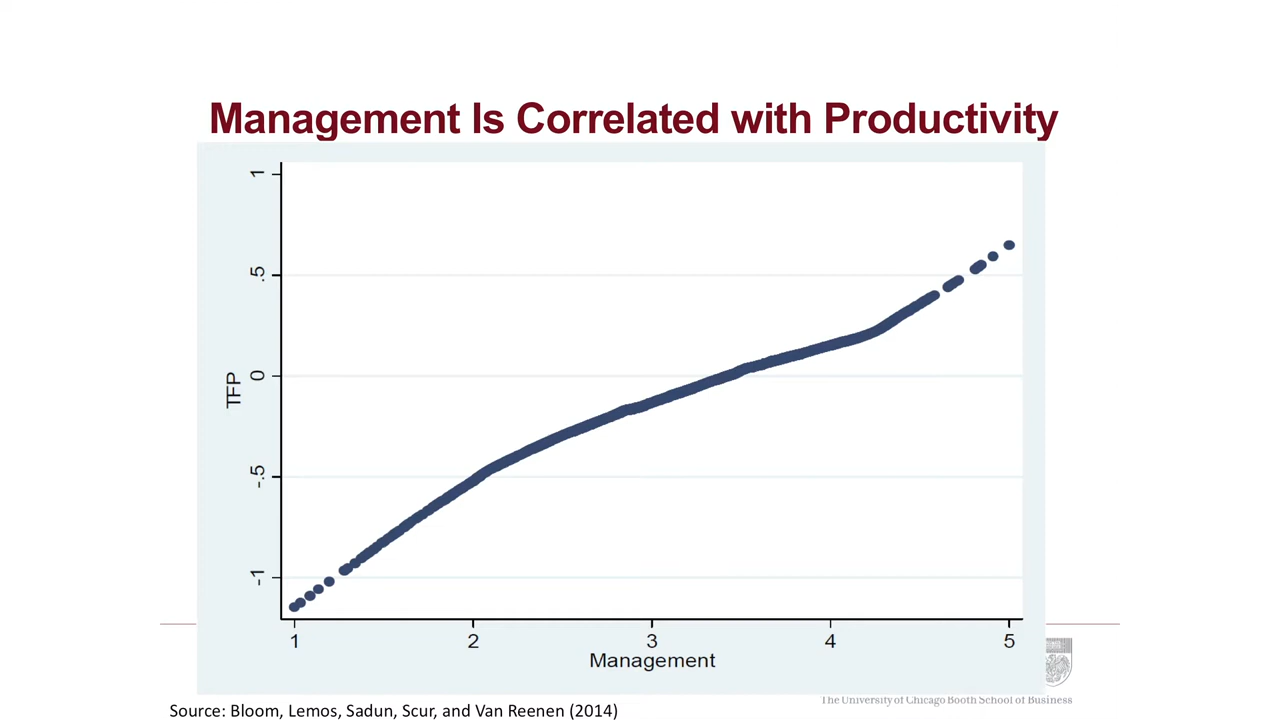 Management Is Correlated with Productivity
1
.5
0
-.5
-1
TFP
1 2 3 4 5
Management
The University of Chicago Booth School of Business
Source: Bloom, Lemos, Sadun, Scur, and Van Reenen (2014)